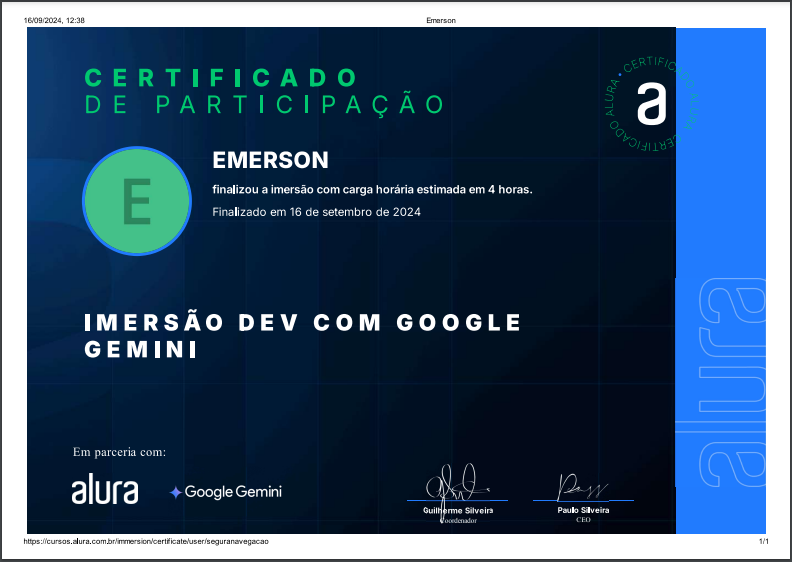 16/09/2024, 12:38
Emerson
CERTIFICADO
DE PARTICIPAÇÃO
CERTIFICADO ALURA • CERTIFICADO ALURA
a
E
EMERSON
finalizou a imersão com carga horária estimada em 4 horas.
Finalizado em 16 de setembro de 2024
IMERSÃO DEV COM GOOGLE
GEMINI
alura
Em parceria com:
alura
Google Gemini
Guilherme Silveira
Coordenador
Paulo Silveira
CEO
https://cursos.alura.com.br/immersion/certificate/user/seguranavegacao
1/1